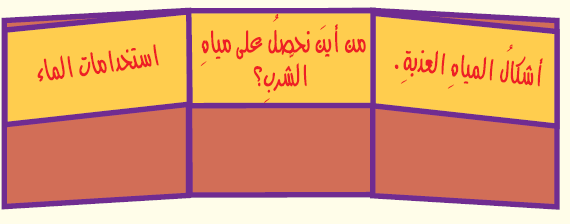 أشكالُ المياهِ العذبةِ.
من أينَ نحصلُ على مياهِ
الشربِ؟
استخدامات الماء